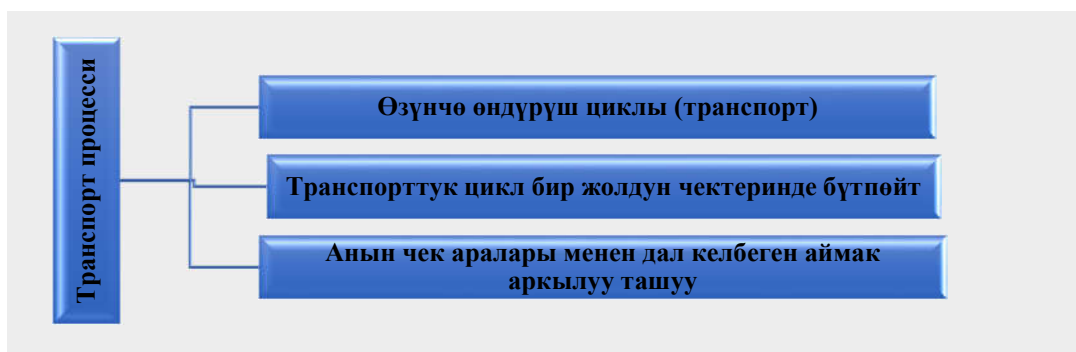 Транспорт процесси
Өзүнчө өндүрүш циклы (транспорт)
Транспорттук цикл бир жолдун чектеринде бүтпөйт
Анын чек аралары менен дал келбеген аймак
аркылуу ташуу